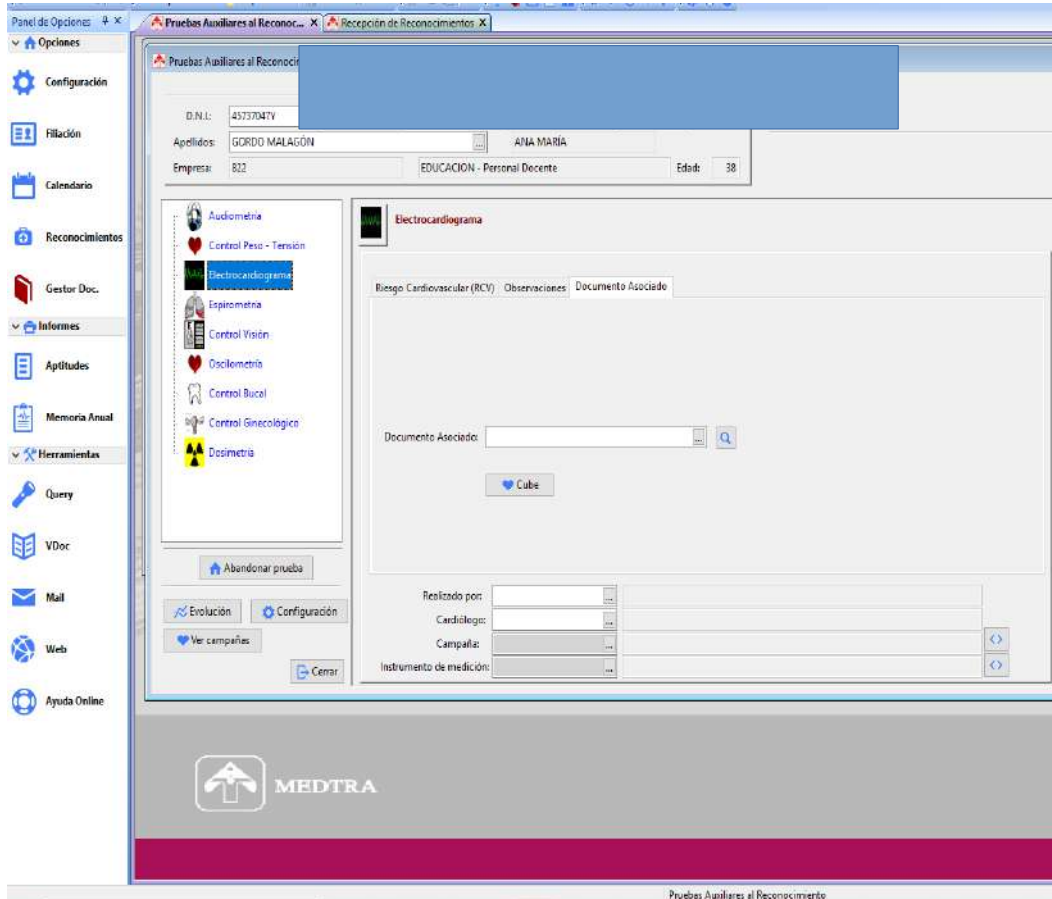 Panel de Opciones
Pruebas Auxiliares al Reconoc... X
Recepción de Reconocimientos X
Opciones
Configuración
Filiación
Calendario
Reconocimientos
Gestor Doc.
Informes
Aptitudes
Memoria Anual
Herramientas
Query
VDoc
Mail
Web
Ayuda Online
Pruebas Auxiliares al Reconocir
D.N.I.: 45737047Y
Apellidos: GORDO MALAGÓN ... ANA MARÍA
Empresa: 822 EDUCACION - Personal Docente Edad: 38
Audiometría
Control Peso - Tensión
Electrocardiograma
Espirometría
Control Visión
Oscilometría
Control Bucal
Control Ginecológico
Dosimetría
Abandonar prueba
Evolución Configuración
Ver campañas
Cerrar
Electrocardiograma
Riesgo Cardiovascular (RCV) Observaciones Documento Asociado
Documento Asociado: ...
Cube
Realizado por: ...
Cardiólogo: ...
Campaña: ... <>
Instrumento de medición: ... <>
MEDTRA
Pruebas Auxiliares al Reconocimiento